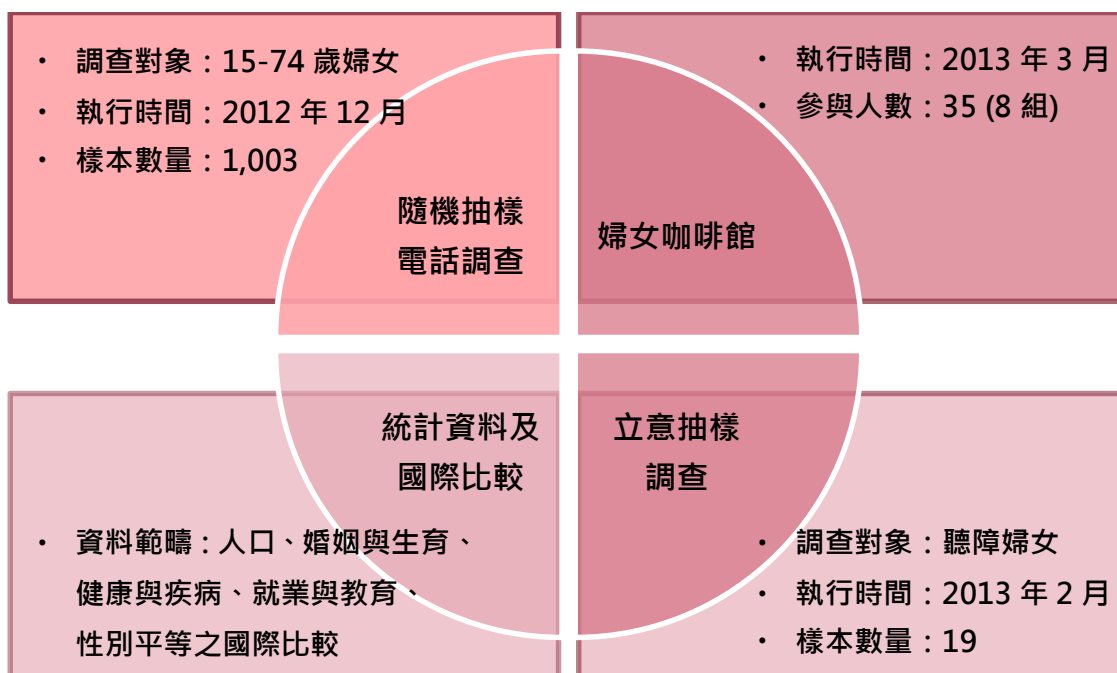 • 調查對象：15-74 歲婦女
• 執行時間：2012 年 12 月
• 樣本數量：1,003
隨機抽樣
電話調查
• 執行時間：2013 年 3 月
• 參與人數：35 (8 組)
婦女咖啡館
統計資料及
國際比較
• 資料範疇：人口、婚姻與生育、
健康與疾病、就業與教育、
性別平等之國際比較
立意抽樣
調查
• 調查對象：聽障婦女
• 執行時間：2013 年 2 月
• 樣本數量：19